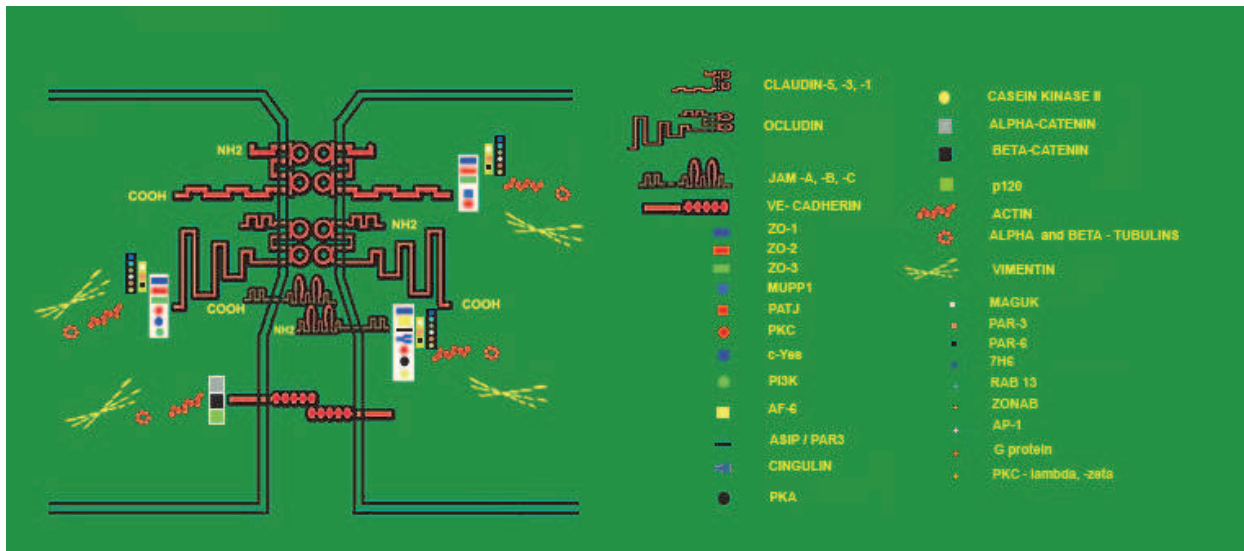 NH2
COOH
NH2
COOH
COOH
NH2
CLAUDIN-5, -3, -1
OCLUDIN
JAM -A, -B, -C
VE- CADHERIN
ZO-1
ZO-2
ZO-3
MUPP1
PATJ
PKC
c-Yes
PI3K
AF-6
ASIP / PAR3
CINGULIN
PKA
CASEIN KINASE II
ALPHA-CATENIN
BETA-CATENIN
p120
ACTIN
ALPHA and BETA - TUBULINS
VIMENTIN
MAGUK
PAR-3
PAR-6
7H6
RAB 13
ZONAB
AP-1
G protein
PKC - lambda, -zeta